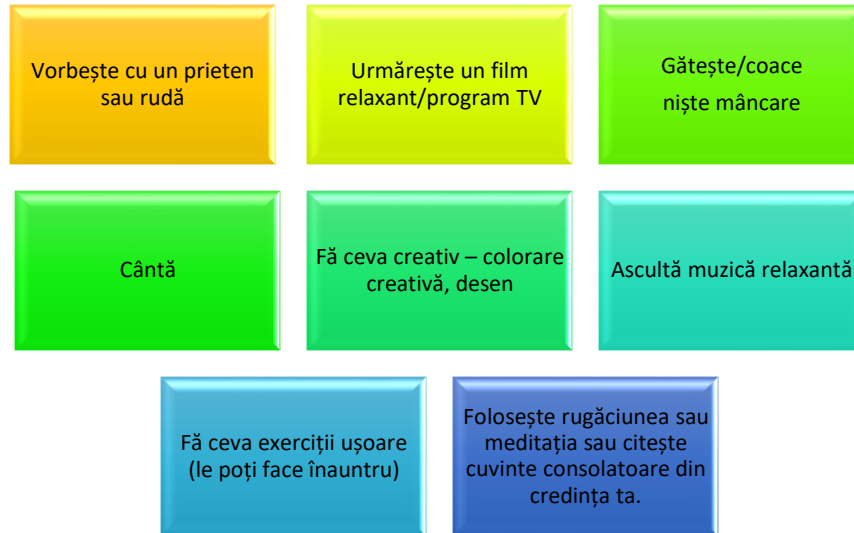 Vorbește cu un prieten
sau rudă
Urmărește un film
relaxant/program TV
Gătește/coace
niște mâncare
Cântă
Fă ceva creativ – colorare
creativă, desen
Ascultă muzică relaxantă
Fă ceva exerciții ușoare
(le poți face înauntru)
Folosește rugăciunea sau
meditația sau citește
cuvinte consolatoare din
credința ta.